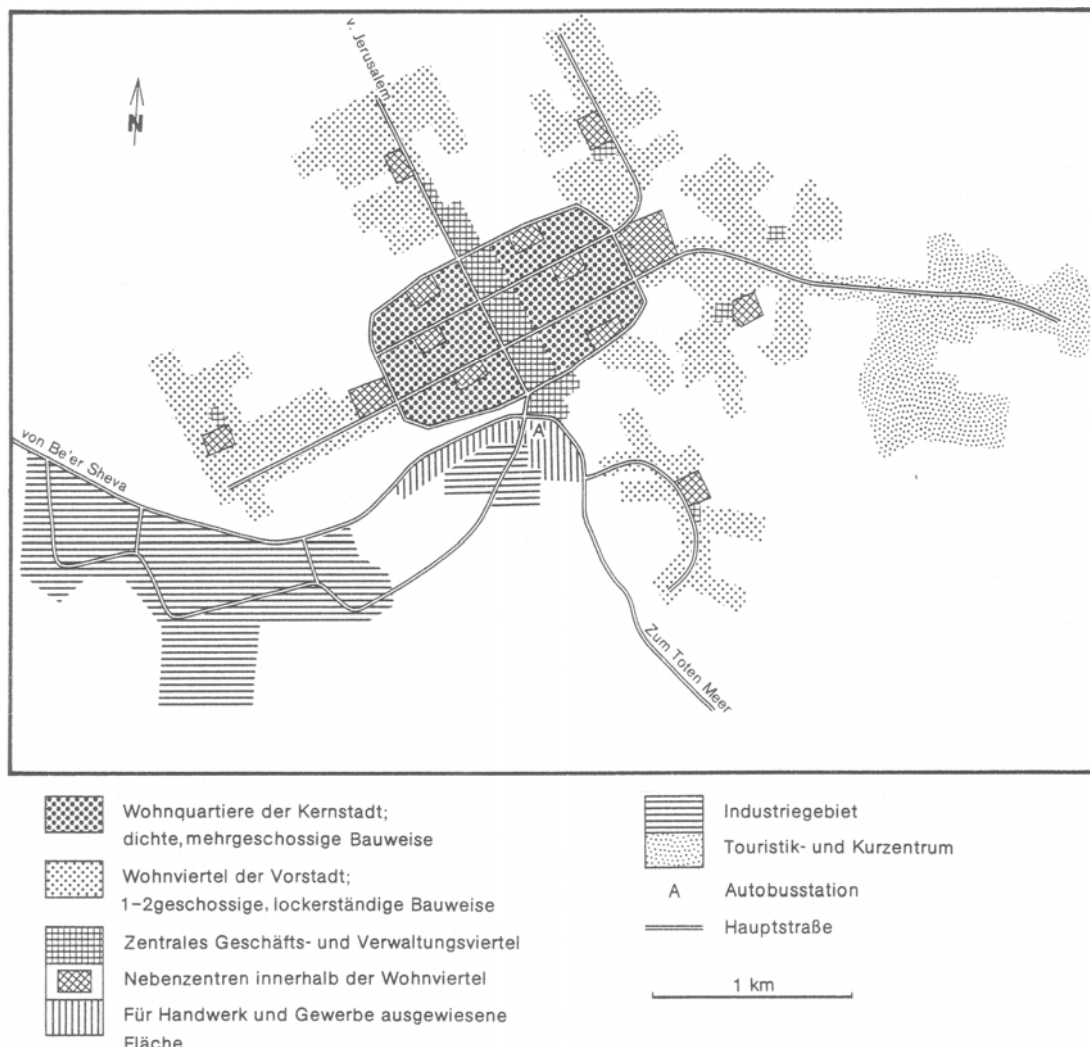 v. Jerusalem
N
von Be'er Sheva
A
Zum Toten Meer
Wohnquartiere der Kernstadt;
dichte, mehrgeschossige Bauweise
Wohnviertel der Vorstadt;
1-2geschossige, lockerständige Bauweise
Zentrales Geschäfts- und Verwaltungsviertel
Nebenzentren innerhalb der Wohnviertel
Für Handwerk und Gewerbe ausgewiesene
Fläche
Industriegebiet
Touristik- und Kurzentrum
A Autobusstation
Hauptstraße
1 km